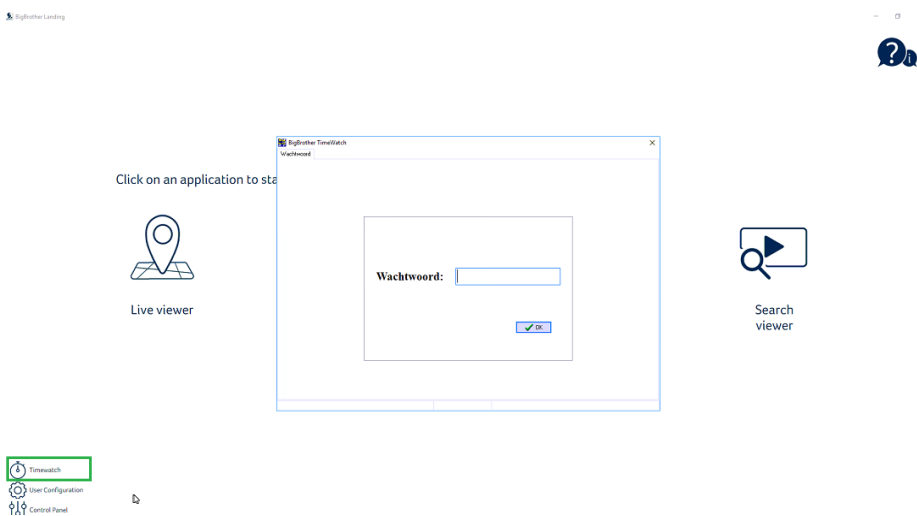 BigBrother Landing
BigBrother TimeWatch
Wachtwoord
Click on an application to sta
Wachtwoord:
OK
Live viewer
Search
viewer
Timewatch
User Configuration
Control Panel